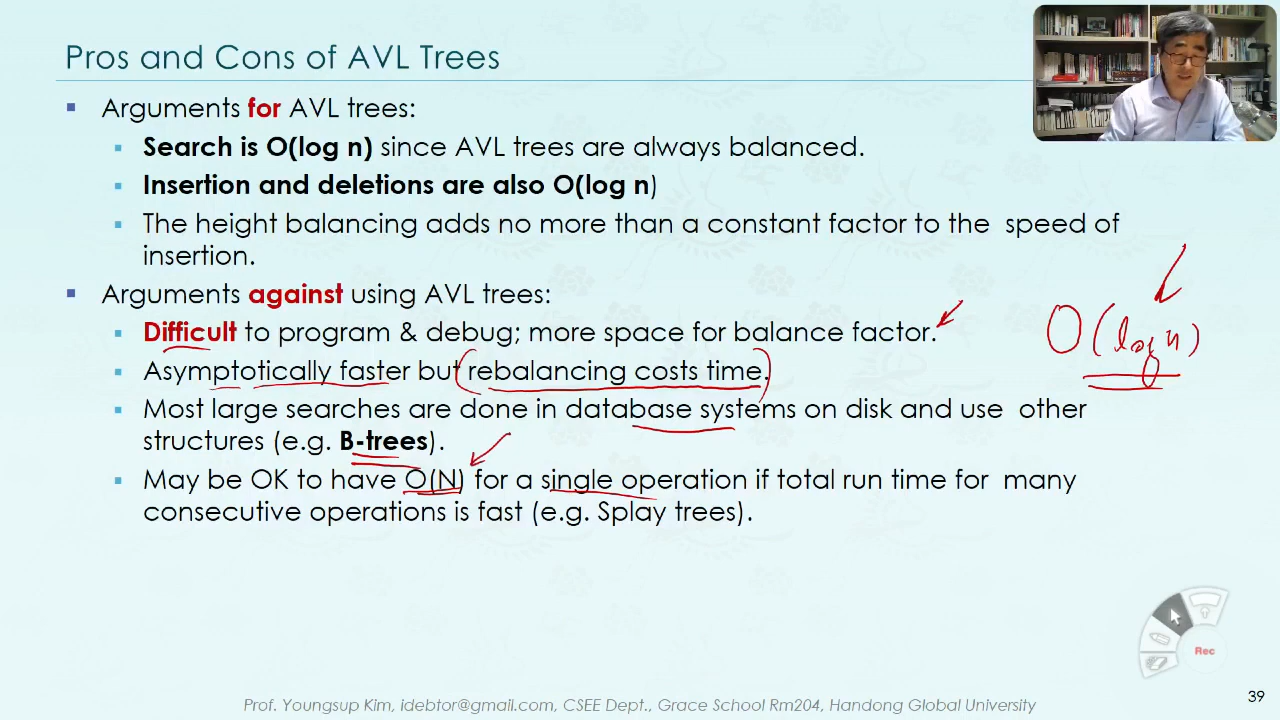 Pros and Cons of AVL Trees
Arguments for AVL trees:
Search is O(log n) since AVL trees are always balanced.
Insertion and deletions are also O(log n)
The height balancing adds no more than a constant factor to the speed of
insertion.
Arguments against using AVL trees:
Difficult to program & debug; more space for balance factor.
O(log n)
Asymptotically faster but rebalancing costs time.
Most large searches are done in database systems on disk and use other
structures (e.g. B-trees).
May be OK to have O(N) for a single operation if total run time for many
consecutive operations is fast (e.g. Splay trees).
Rec
Prof. Youngsup Kim, idebtor@gmail.com, CSEE Dept., Grace School Rm204, Handong Global University
39